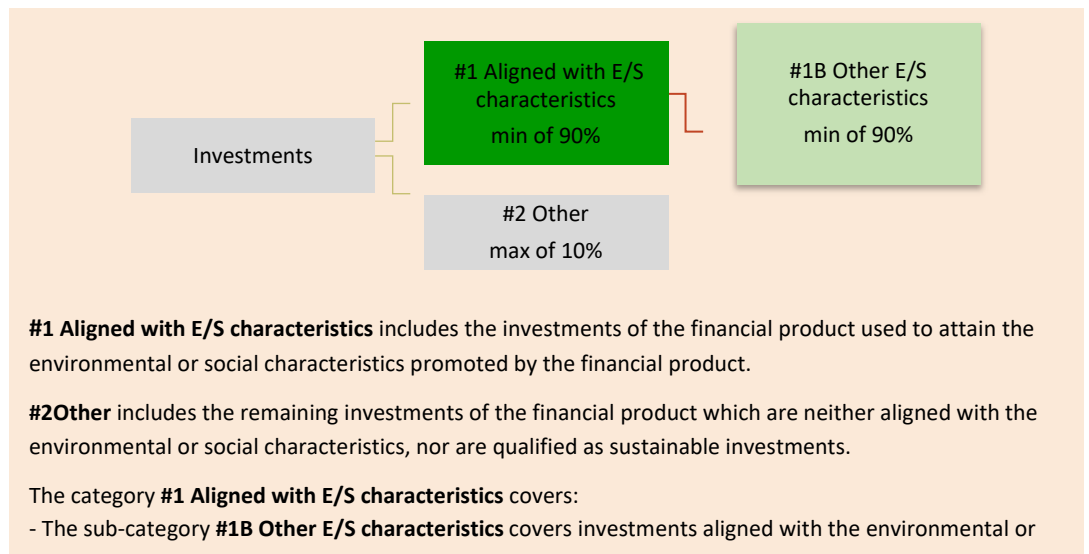 #1 Aligned with E/S
characteristics
min of 90%
#1B Other E/S
characteristics
min of 90%
Investments
#2 Other
max of 10%
#1 Aligned with E/S characteristics includes the investments of the financial product used to attain the
environmental or social characteristics promoted by the financial product.
#2Other includes the remaining investments of the financial product which are neither aligned with the
environmental or social characteristics, nor are qualified as sustainable investments.
The category #1 Aligned with E/S characteristics covers:
- The sub-category #1B Other E/S characteristics covers investments aligned with the environmental or